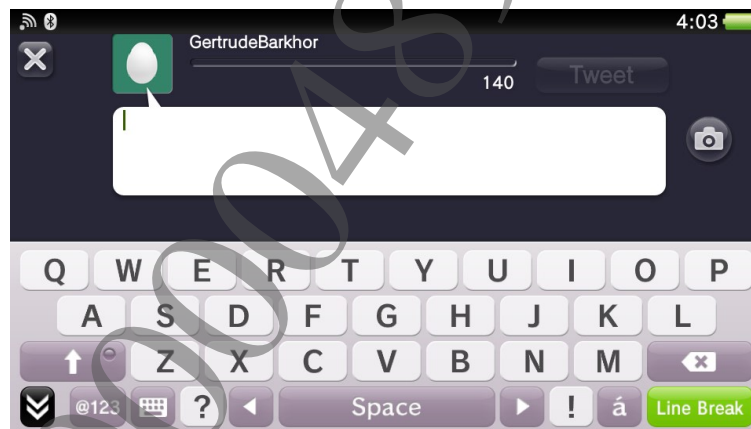 4:03
GertrudeBarkhor
140
Tweet
Q W E R T Y U I O P
A S D F G H J K L
Z X C V B N M
@123 ? Space ! á Line Break